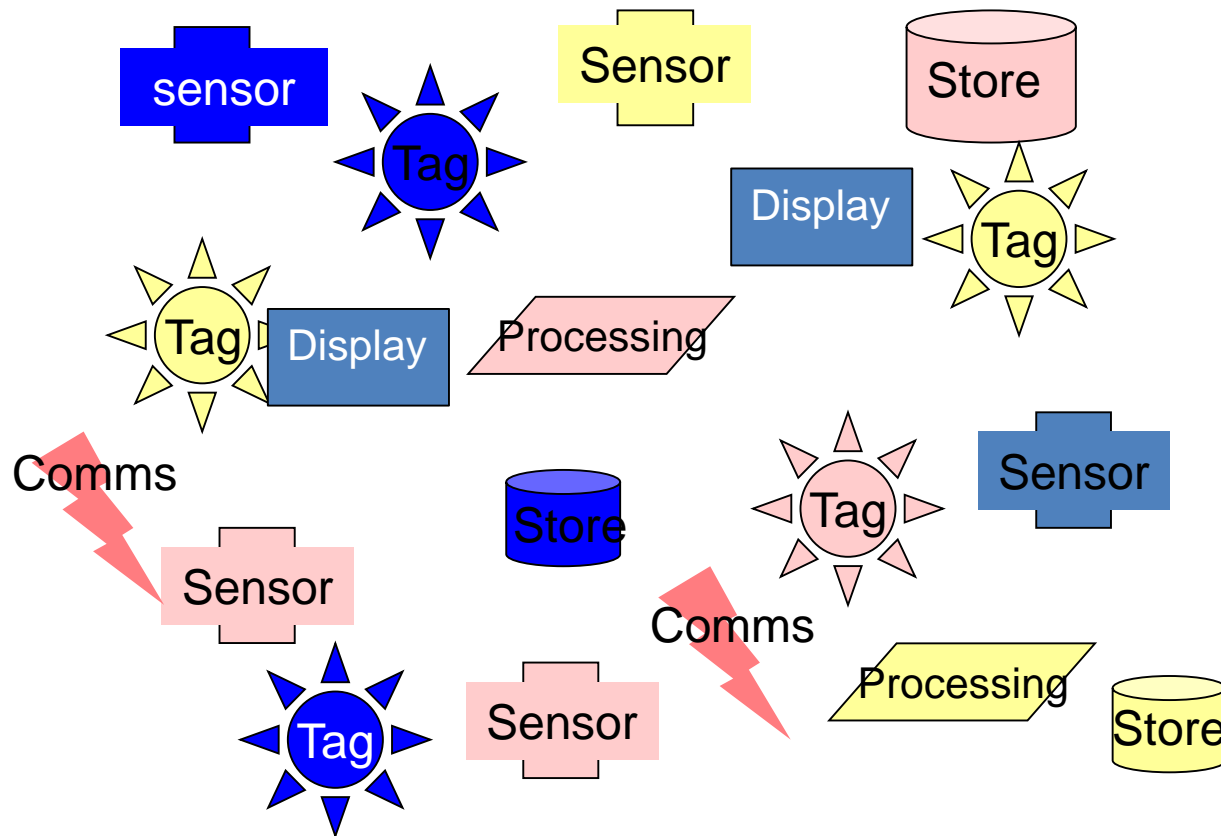 sensor
Sensor
Store
Tag
Display
Tag
Tag
Display
Processing
Comms
Store
Tag
Sensor
Sensor
Comms
Processing
Tag
Sensor
Store